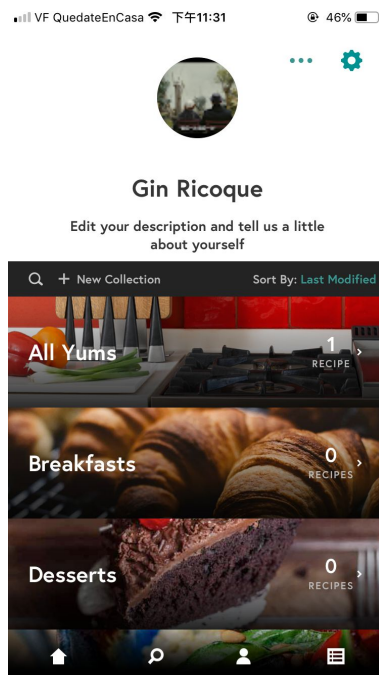 VF QuedateEnCasa 下午11:31 46%
Gin Ricoque
Edit your description and tell us a little
about yourself
+ New Collection Sort By: Last Modified
All Yums 1 RECIPE
Breakfasts 0 RECIPES
Desserts 0 RECIPES